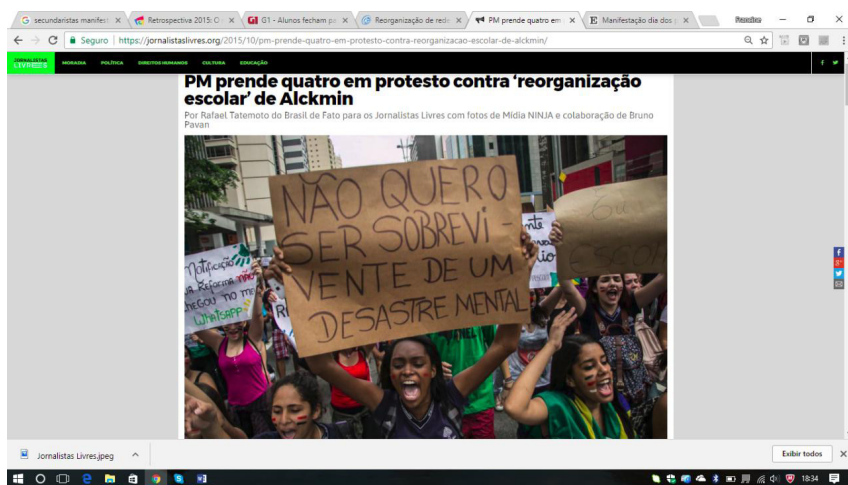 secundaristas manifest
Retrospectiva 2015: O
G1 - Alunos fecham p
Reorganização de rede
PM prende quatro em
Manifestação dia dos
Seguro | https://jornalistaslivres.org/2015/10/pm-prende-quatro-em-protesto-contra-reorganizacao-escolar-de-alckmin/
JORNALISTAS
LIVRES
MORADIA POLÍTICA DIREITOS HUMANOS CULTURA EDUCAÇÃO
PM prende quatro em protesto contra ‘reorganização
escolar’ de Alckmin
Por Rafael Tatemoto do Brasil de Fato para os Jornalistas Livres com fotos de Mídia NINJA e colaboração de Bruno
Pavan
NÃO QUERO
SER SOBREVI-
VENTE DE UM
DESASTRE MENTAL
Notificação
DA Reforma não
CHEGOU NO
WHATSAPP
Jornalistas Livres.jpeg
Exibir todos
18:34